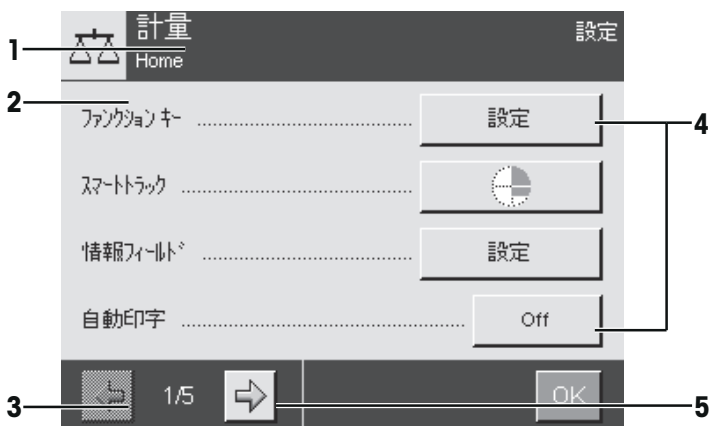 計量
Home
設定
1
2
ファンクション キー ........................................ 設定
4
スマートトラック ...........................................
情報フィールド ........................................ 設定
自動印字 ..................................................... Off
3
1/5
OK
5